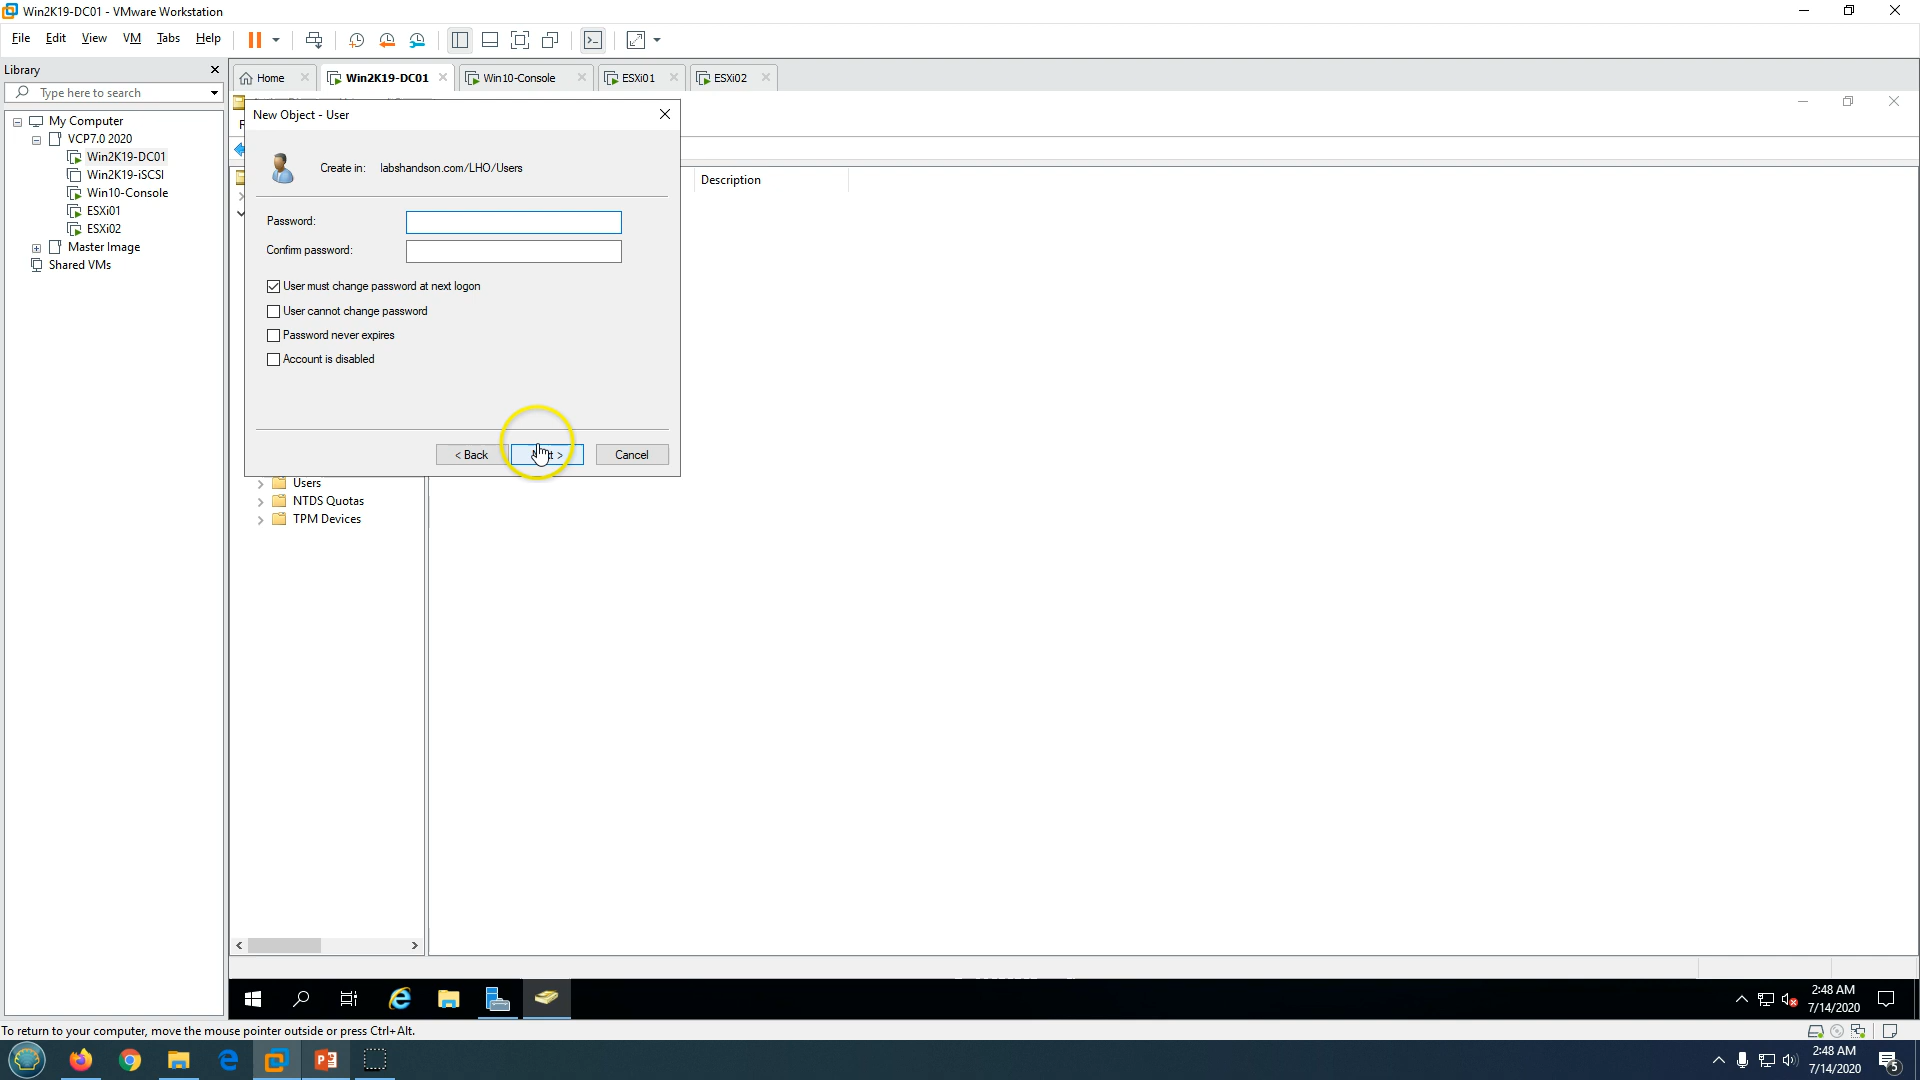 Win2K19-DC01 - VMware Workstation
File Edit View VM Tabs Help
Library
Type here to search
Home Win2K19-DC01 Win10-Console ESXi01 ESXi02
My Computer
VCP7.0 2020
Win2K19-DC01
Win2K19-iSCSI
Win10-Console
ESXi01
ESXi02
Master Image
Shared VMs
New Object - User
Create in: labshandson.com/LHO/Users
Password:
Confirm password:
User must change password at next logon
User cannot change password
Password never expires
Account is disabled
< Back
>
Cancel
Description
Users
NTDS Quotas
TPM Devices
2:48 AM
7/14/2020
To return to your computer, move the mouse pointer outside or press Ctrl+Alt.
2:48 AM
7/14/2020
5